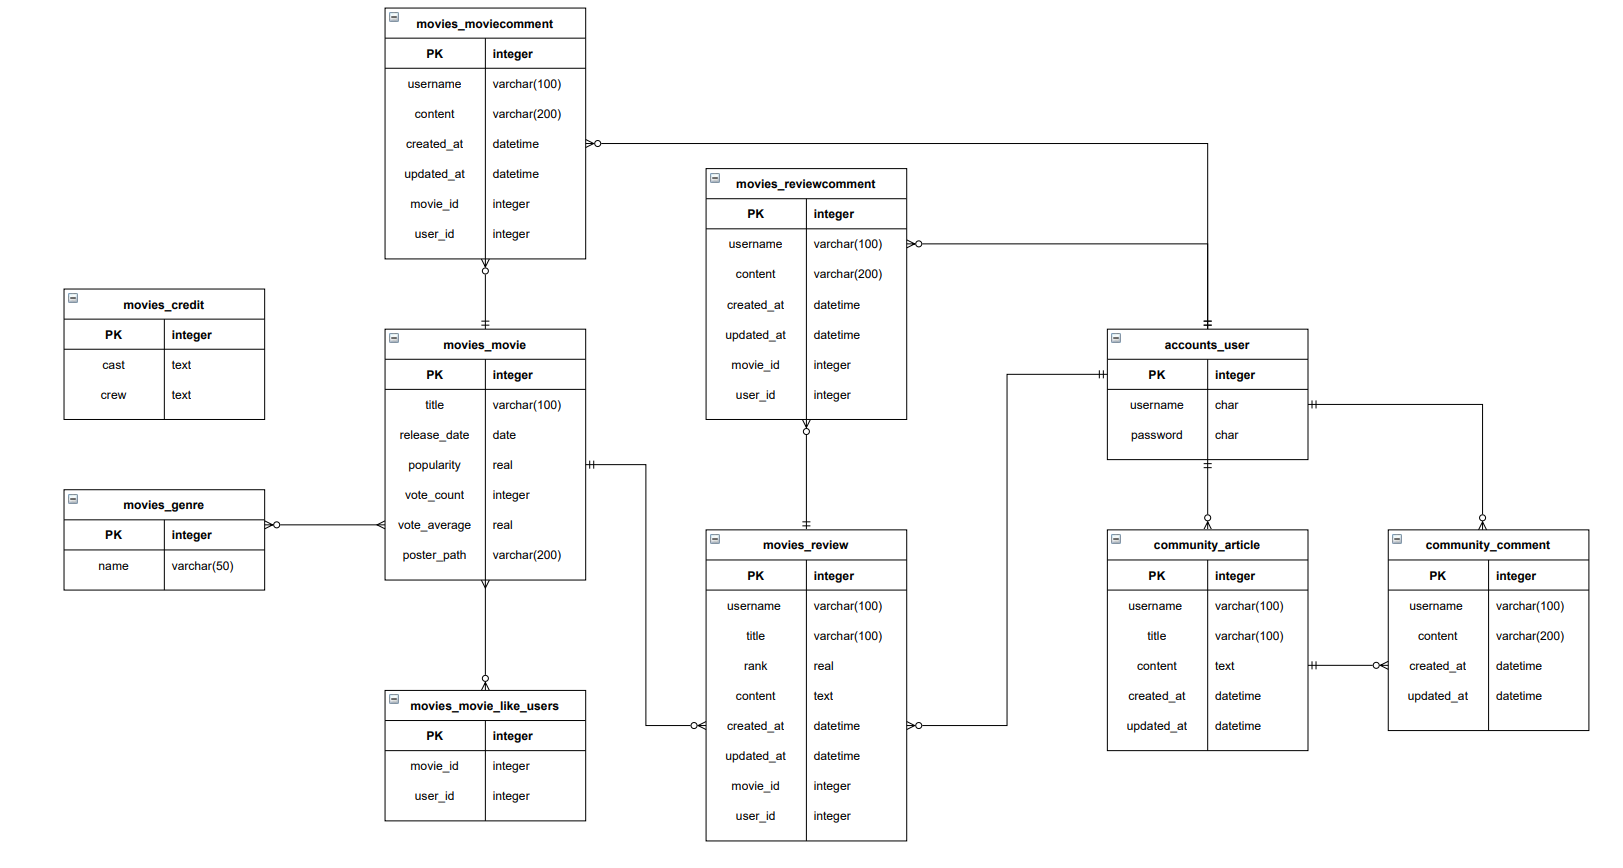 movies_moviecomment
PK integer
username varchar(100)
content varchar(200)
created_at datetime
updated_at datetime
movie_id integer
user_id integer
movies_reviewcomment
PK integer
username varchar(100)
content varchar(200)
created_at datetime
updated_at datetime
movie_id integer
user_id integer
movies_credit
PK integer
cast text
crew text
movies_movie
PK integer
title varchar(100)
release_date date
popularity real
vote_count integer
vote_average real
poster_path varchar(200)
accounts_user
PK integer
username char
password char
movies_genre
PK integer
name varchar(50)
movies_review
PK integer
username varchar(100)
title varchar(100)
rank real
content text
created_at datetime
updated_at datetime
movie_id integer
user_id integer
community_article
PK integer
username varchar(100)
title varchar(100)
content text
created_at datetime
updated_at datetime
community_comment
PK integer
username varchar(100)
content varchar(200)
created_at datetime
updated_at datetime
movies_movie_like_users
PK integer
movie_id integer
user_id integer